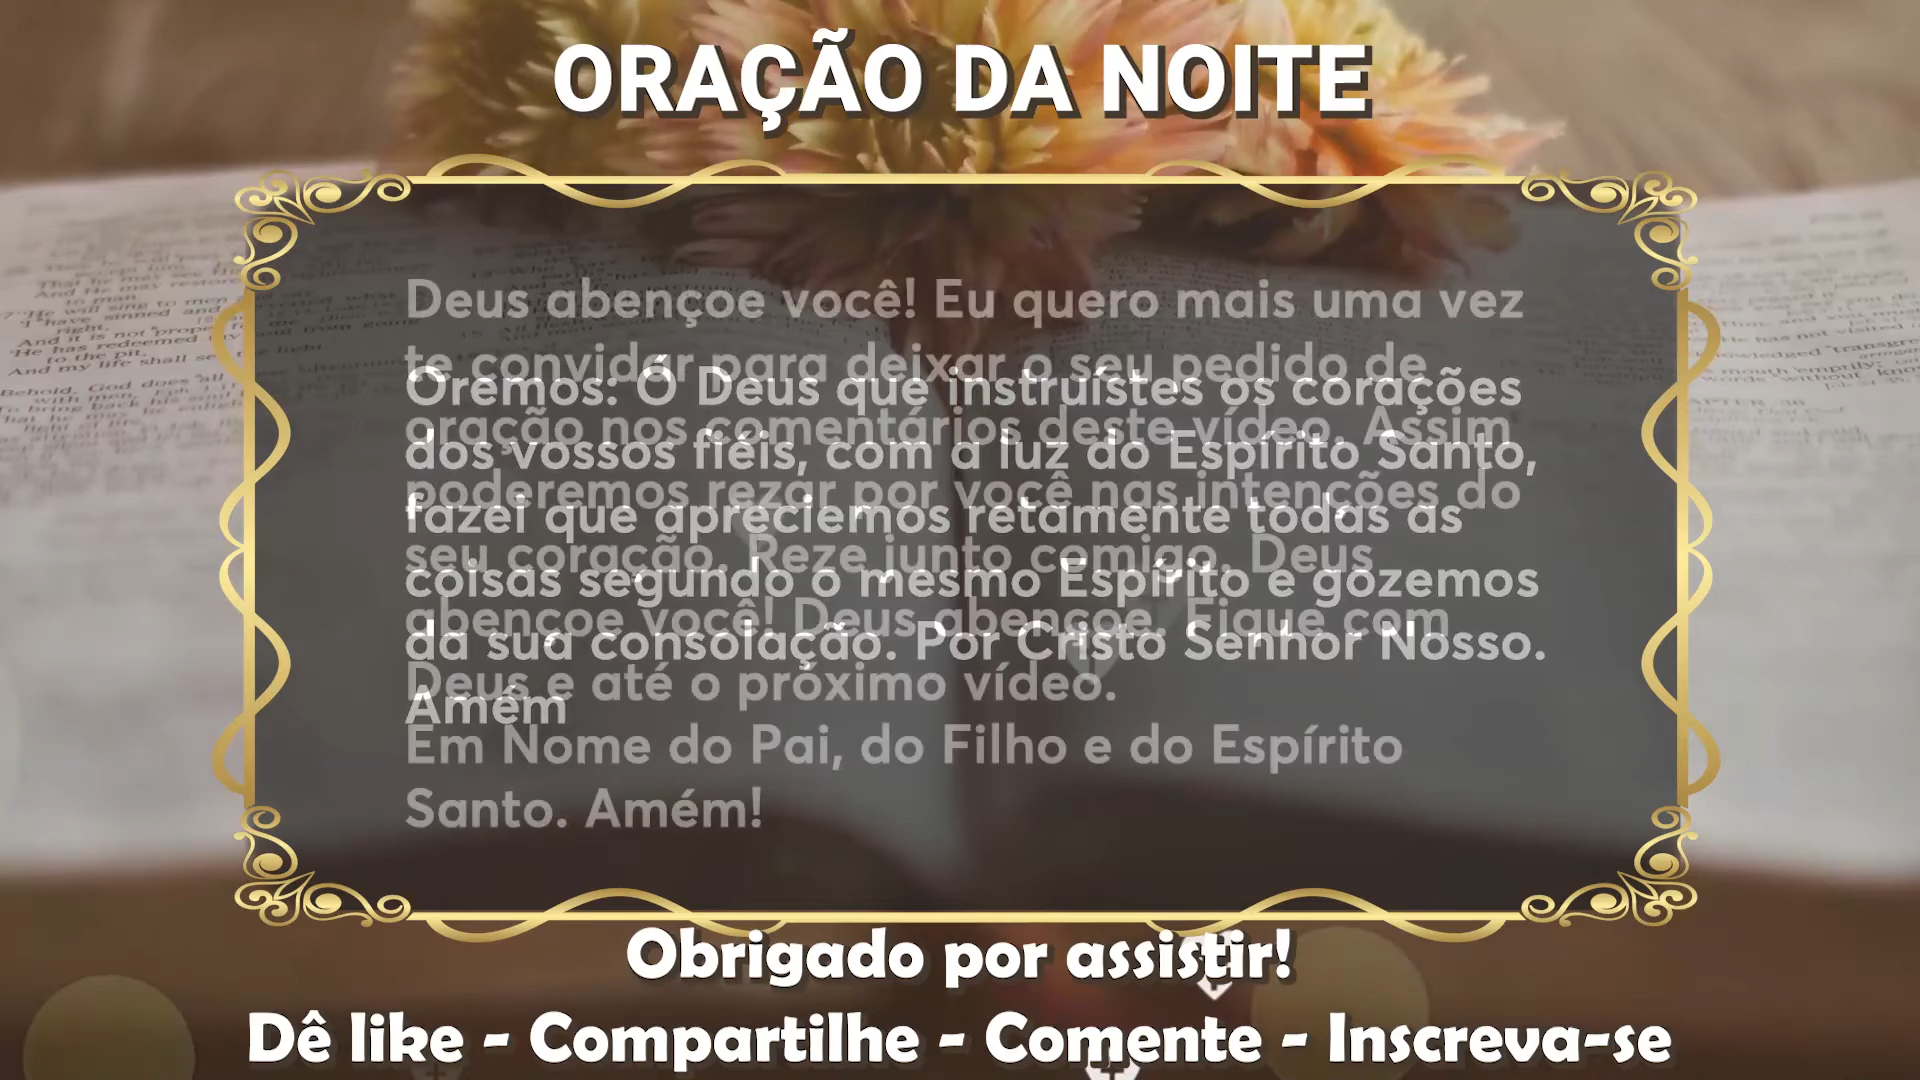 ORAÇÃO DA NOITE
Deus abençoe você! Eu quero mais uma vez
te convidar para deixar o seu pedido de
oração nos comentários deste vídeo. Assim
poderemos rezar por você nas intenções do
seu coração. Reze junto comigo. Deus
abençoe você! Deus abençoe. Fique com
Deus e até o próximo vídeo.
Em Nome do Pai, do Filho e do Espírito
Santo. Amém!
Oremos: Ó Deus que instruístes os corações
dos vossos fiéis, com a luz do Espírito Santo,
fazei que apreciemos retamente todas as
coisas segundo o mesmo Espírito e gozemos
da sua consolação. Por Cristo Senhor Nosso.
Amém
Obrigado por assistir!
Dê like - Compartilhe - Comente - Inscreva-se